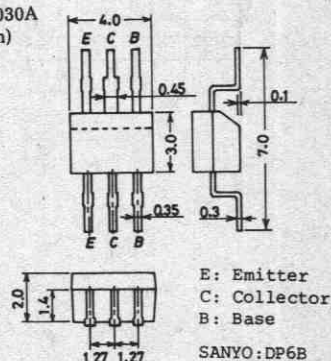 030A
4.0
E C B
0.45
0.1
3.0
7.0
0.35
0.3
E C B
2.0
1.4
1.27 1.27
E: Emitter
C: Collector
B: Base
SANYO:DP6B